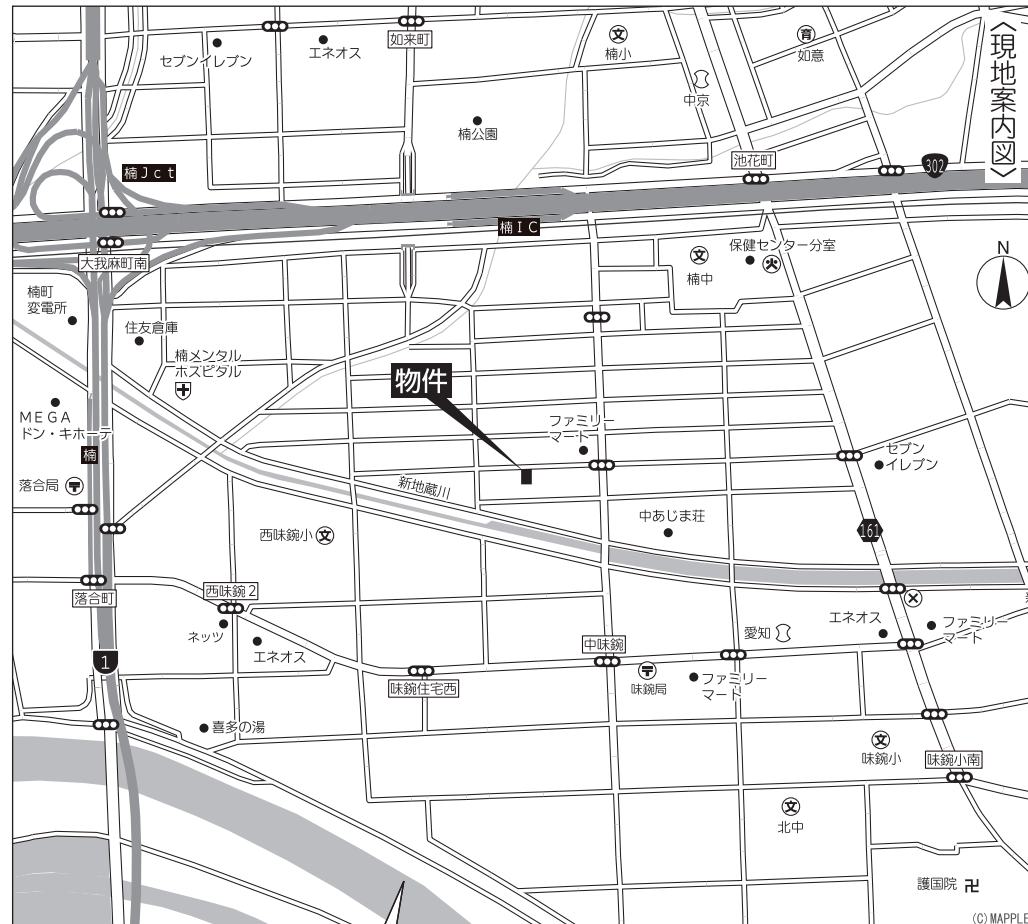 〈現地案内図〉
如来町
セブンイレブン
エネオス
楠小
如意
中京
楠公園
池花町
302
楠Jct
楠IC
大我麻町南
保健センター分室
楠中
N
楠町
変電所
住友倉庫
楠メンタル
ホスピタル
物件
MEGA
ドン・キホーテ
楠
ファミリー
マート
セブン
イレブン
落合局
新地蔵川
中あじま荘
161
西味鋺小
落合町
西味鋺2
ネッツ
エネオス
1
味鋺住宅西
中味鋺
味鋺局
ファミリー
マート
愛知
エネオス
ファミリー
マート
喜多の湯
味鋺小
味鋺小南
北中
護国院
(C)MAPPLE